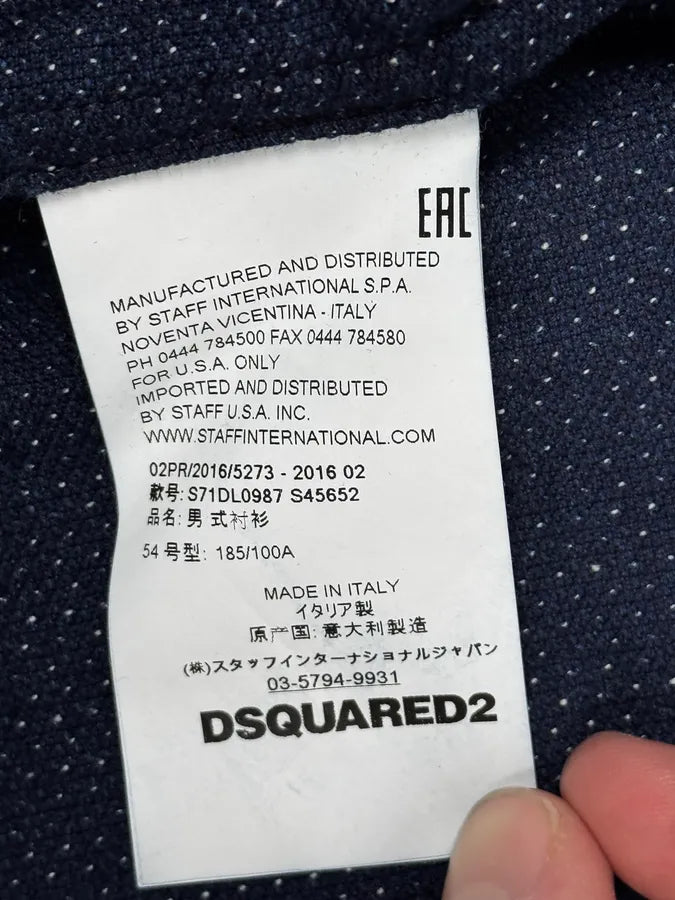 EAC
MANUFACTURED AND DISTRIBUTED
BY STAFF INTERNATIONAL S.P.A.
NOVENTA VICENTINA - ITALY
PH 0444 784500 FAX 0444 784580
FOR U.S.A. ONLY
IMPORTED AND DISTRIBUTED
BY STAFF U.S.A. INC.
WWW.STAFFINTERNATIONAL.COM
02PR/2016/5273 - 2016 02
款号: S71DL0987 S45652
品名: 男 式衬衫
54 号型: 185/100A
MADE IN ITALY
イタリア製
原产国: 意大利製造
(株)スタッフインターナショナルジャパン
03-5794-9931
DSQUARED2